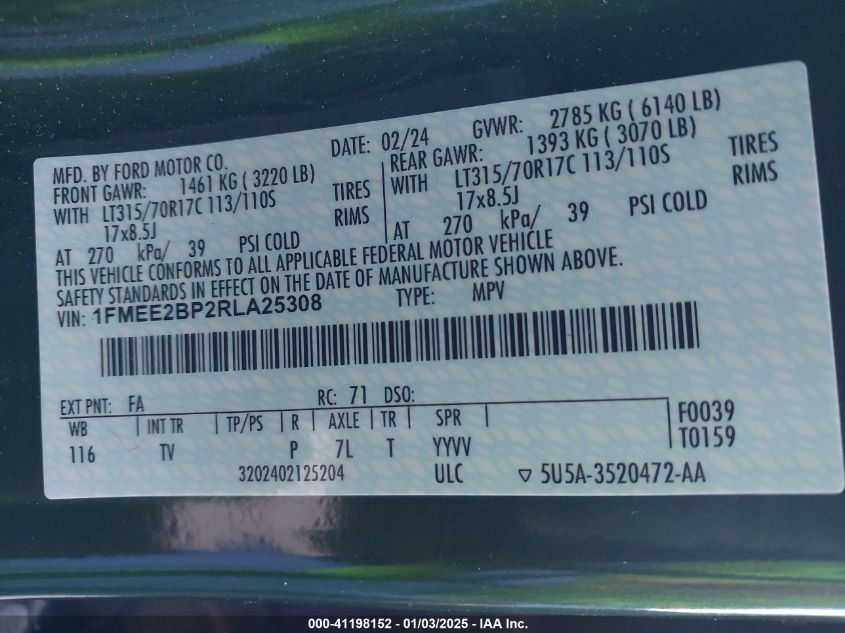 MFD. BY FORD MOTOR CO. DATE: 02/24 GVWR: 2785 KG ( 6140 LB)
FRONT GAWR: 1461 KG ( 3220 LB) REAR GAWR: 1393 KG ( 3070 LB)
WITH LT315/70R17C 113/110S TIRES WITH LT315/70R17C 113/110S TIRES
17x8.5J RIMS 17x8.5J RIMS
AT 270 kPa/ 39 PSI COLD AT 270 kPa/ 39 PSI COLD
THIS VEHICLE CONFORMS TO ALL APPLICABLE FEDERAL MOTOR VEHICLE
SAFETY STANDARDS IN EFFECT ON THE DATE OF MANUFACTURE SHOWN ABOVE.
VIN: 1FMEE2BP2RLA25308 TYPE: MPV
EXT PNT: FA RC: 71 DSO:
WB | INT TR | TP/PS | R | AXLE | TR | SPR | F0039
116 TV P 7L T YYVV T0159
3202402125204 ULC ▽ 5U5A-3520472-AA
000-41198152 - 01/03/2025 - IAA Inc.